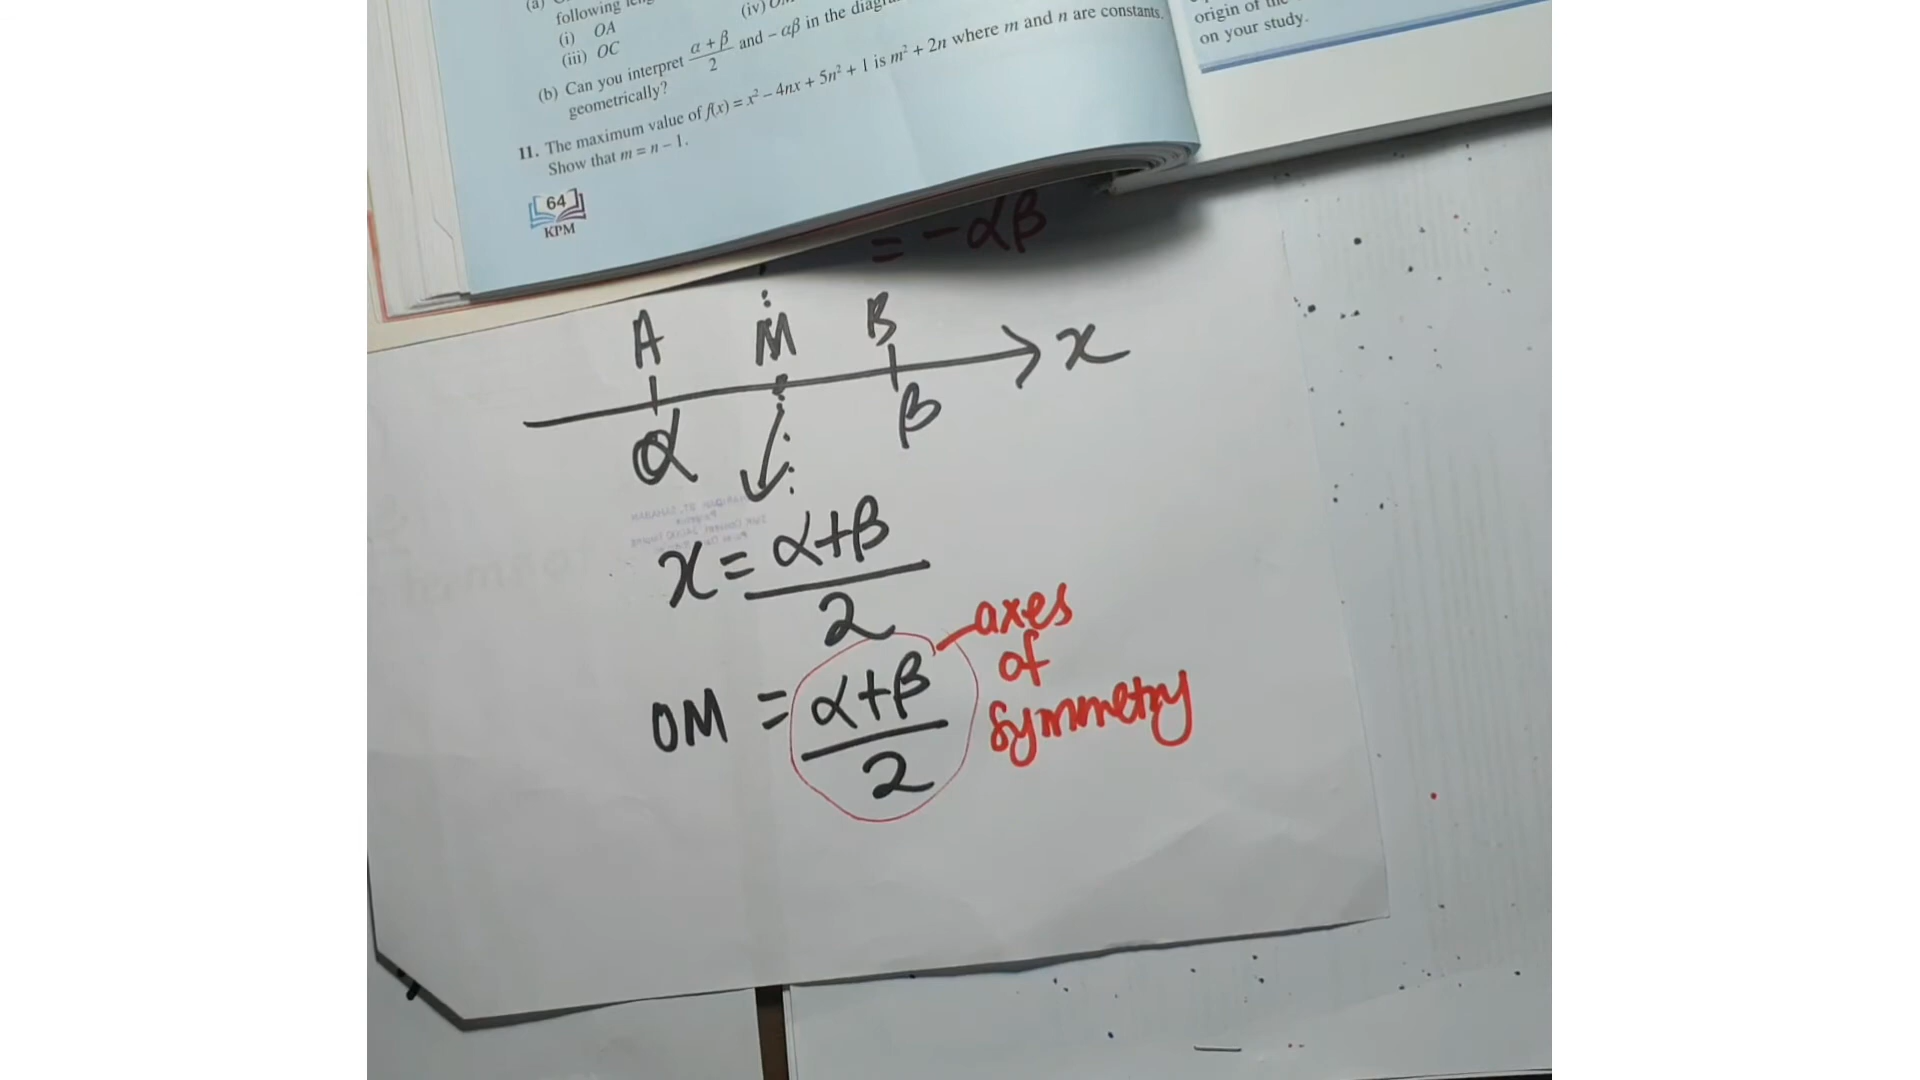 (a)
following
(i) OA
(iii) OC
(iv)
(b) Can you interpret α + β / 2 and – αβ in the
geometrically?
11. The maximum value of f(x) = x² – 4nx + 5n² + 1 is m² + 2n where m and n are constants.
Show that m = n – 1.
64
KPM
origin of
on your study.
= -αβ
A M B
x
α β
x = α+β
2
OM = α+β
2
axes
of
symmetry